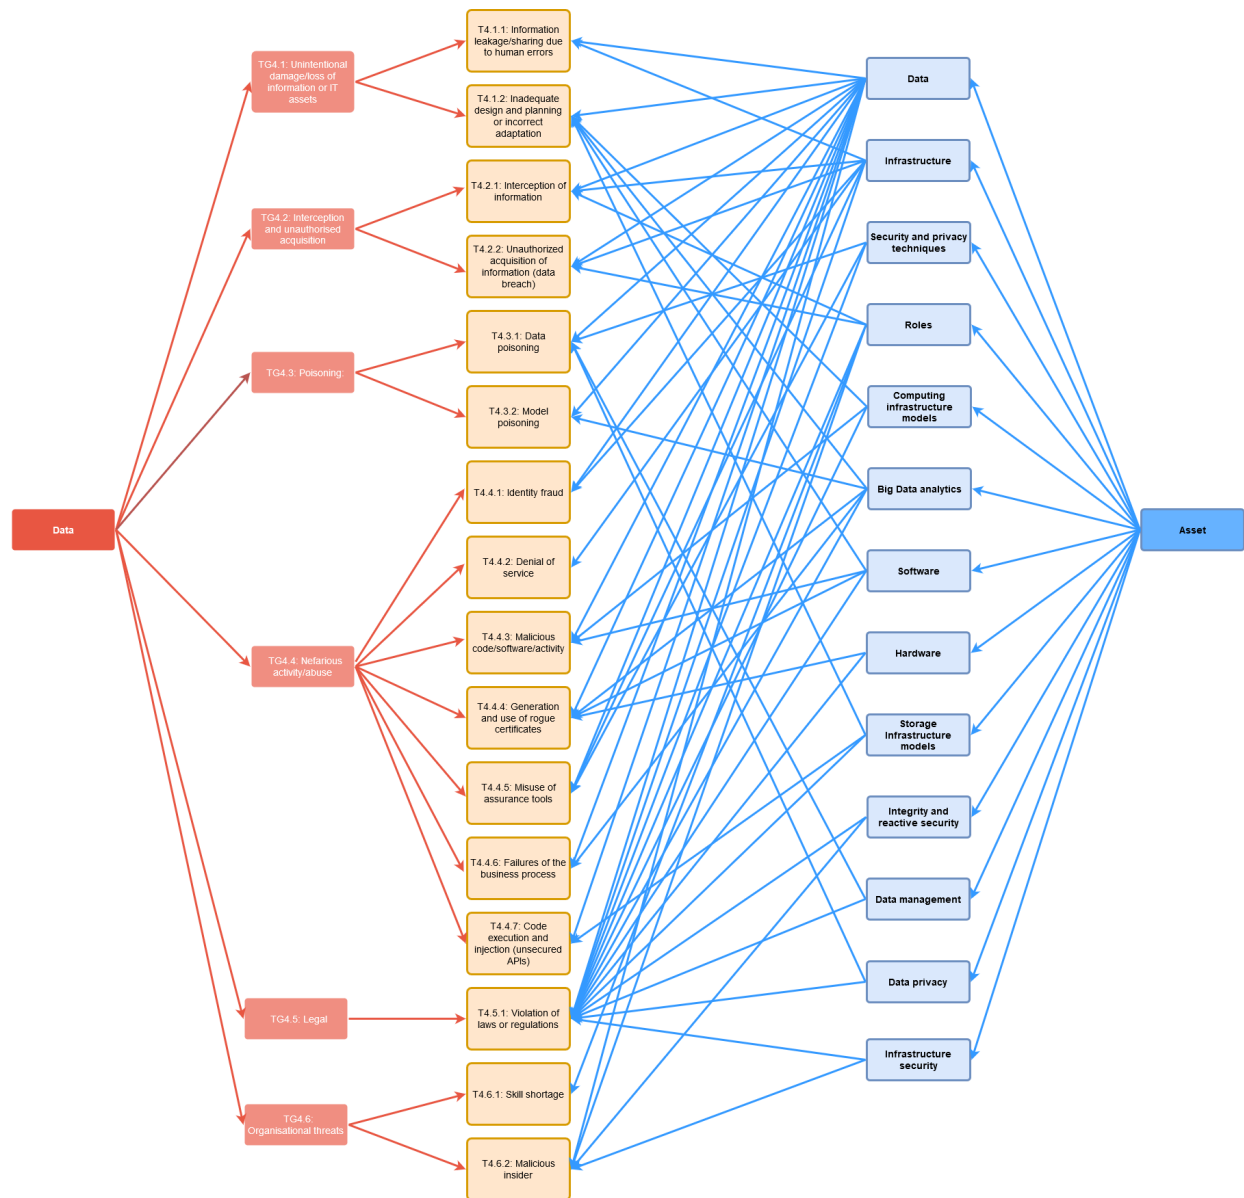 Data
TG4.1: Unintentional
damage/loss of
information or IT
assets
TG4.2: Interception
and unauthorised
acquisition
TG4.3: Poisoning:
TG4.4: Nefarious
activity/abuse
TG4.5: Legal
TG4.6:
Organisational threats
T4.1.1: Information
leakage/sharing due
to human errors
T4.1.2: Inadequate
design and planning
or incorrect
adaptation
T4.2.1: Interception of
information
T4.2.2: Unauthorized
acquisition of
information (data
breach)
T4.3.1: Data
poisoning
T4.3.2: Model
poisoning
T4.4.1: Identity fraud
T4.4.2: Denial of
service
T4.4.3: Malicious
code/software/activity
T4.4.4: Generation
and use of rogue
certificates
T4.4.5: Misuse of
assurance tools
T4.4.6: Failures of the
business process
T4.4.7: Code
execution and
injection (unsecured
APIs)
T4.5.1: Violation of
laws or regulations
T4.6.1: Skill shortage
T4.6.2: Malicious
insider
Data
Infrastructure
Security and privacy
techniques
Roles
Computing
infrastructure
models
Big Data analytics
Software
Hardware
Storage
Infrastructure
models
Integrity and
reactive security
Data management
Data privacy
Infrastructure
security
Asset